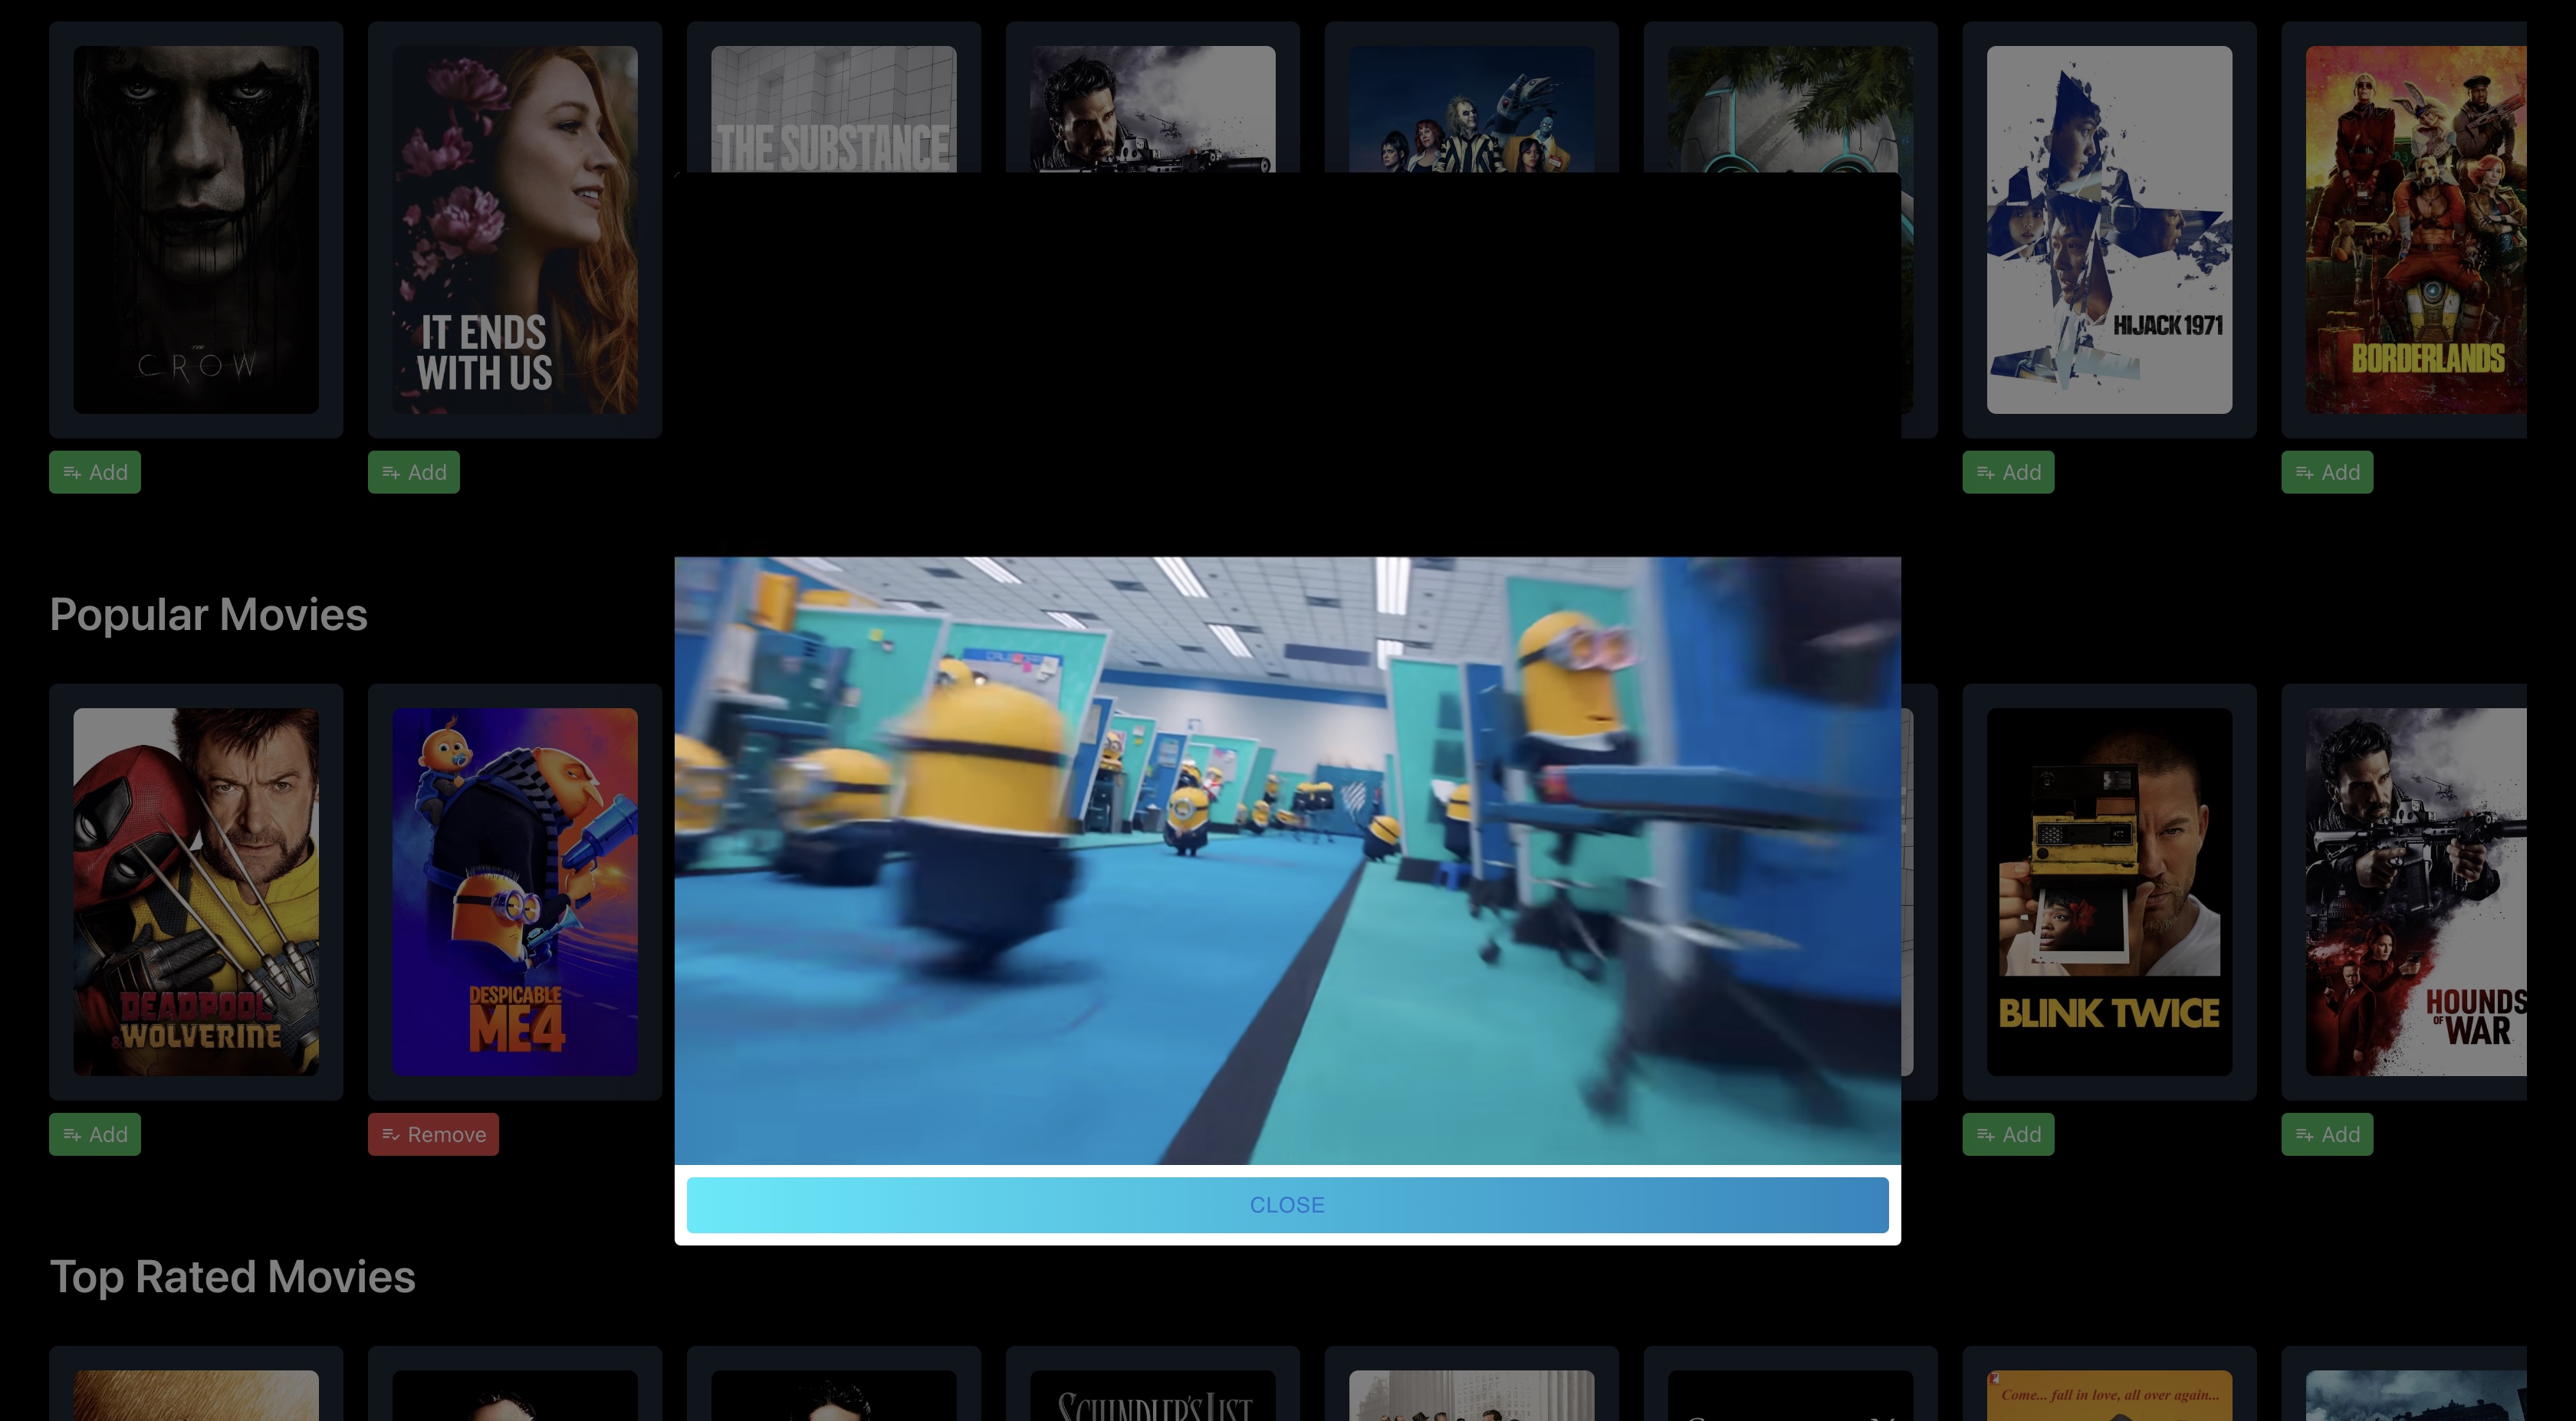 THE
CROW
IT ENDS
WITH US
THE SUBSTANCE
HIJACK 1971
BORDERLANDS
Add
Add
Add
Add
Popular Movies
DEADPOOL
& WOLVERINE
DESPICABLE
ME 4
BLINK TWICE
HOUNDS
OF WAR
Add
Remove
Add
Add
CLOSE
Top Rated Movies
SCHINDLER'S LIST
Come... fall in love, all over again...